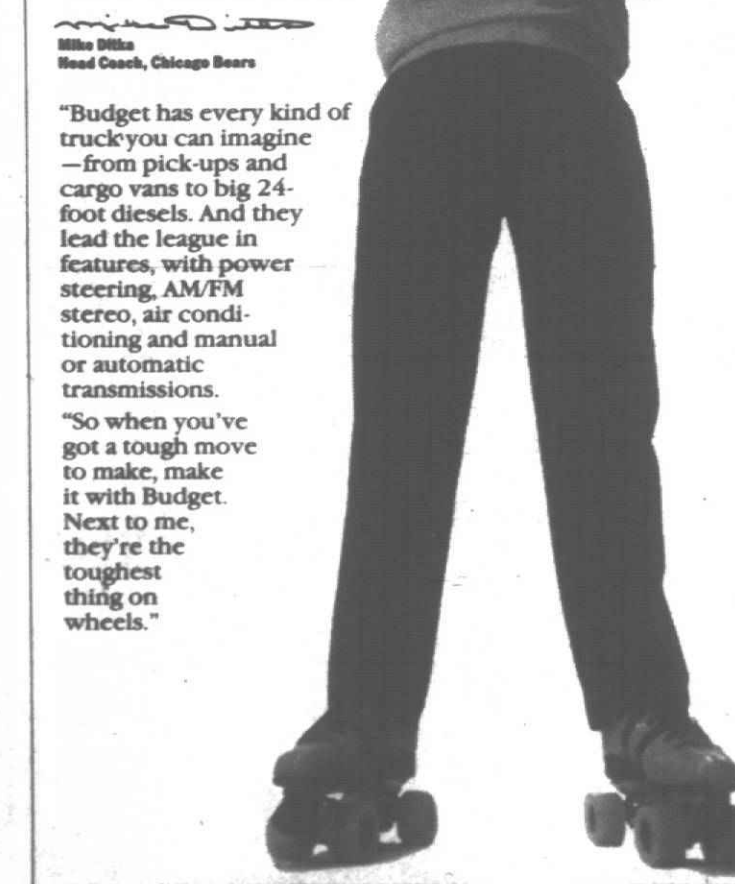 Mike Ditka
Mike Ditka
Head Coach, Chicago Bears
“Budget has every kind of
truck you can imagine
—from pick-ups and
cargo vans to big 24-
foot diesels. And they
lead the league in
features, with power
steering, AM/FM
stereo, air condi-
tioning and manual
or automatic
transmissions.
“So when you’ve
got a tough move
to make, make
it with Budget.
Next to me,
they’re the
toughest
thing on
wheels.”